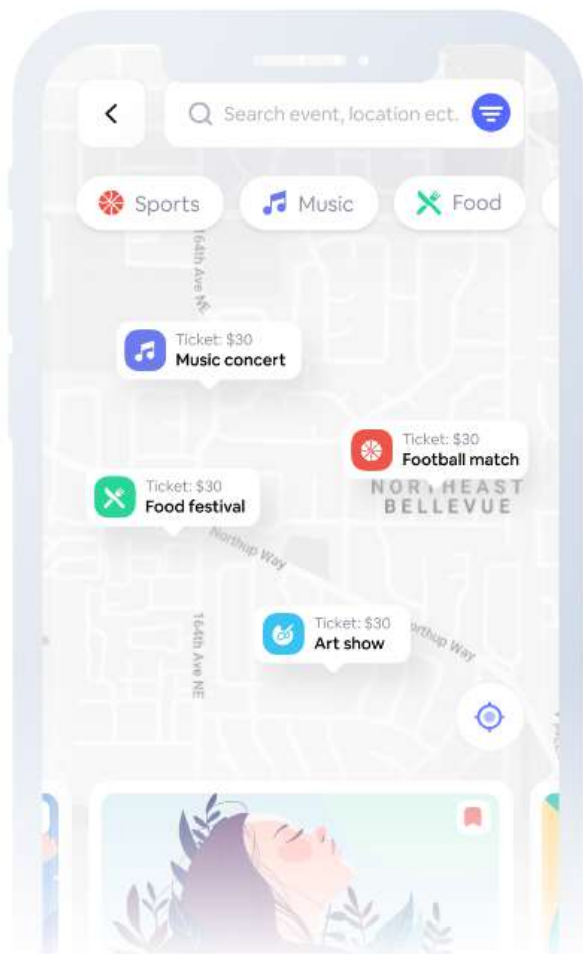 Search event, location ect.
Sports
Music
Food
164th Ave NE
Ticket: $30
Music concert
Ticket: $30
Football match
NORTHEAST
BELLEVUE
Ticket: $30
Food festival
Northup Way
Ticket: $30
Art show
Northup Way
164th Ave NE